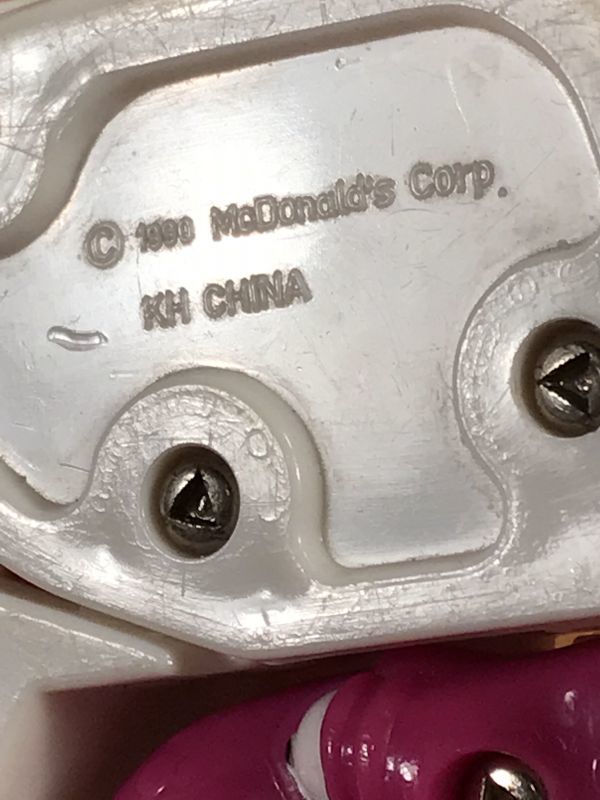 © 1990 McDonald's Corp.
KH CHINA